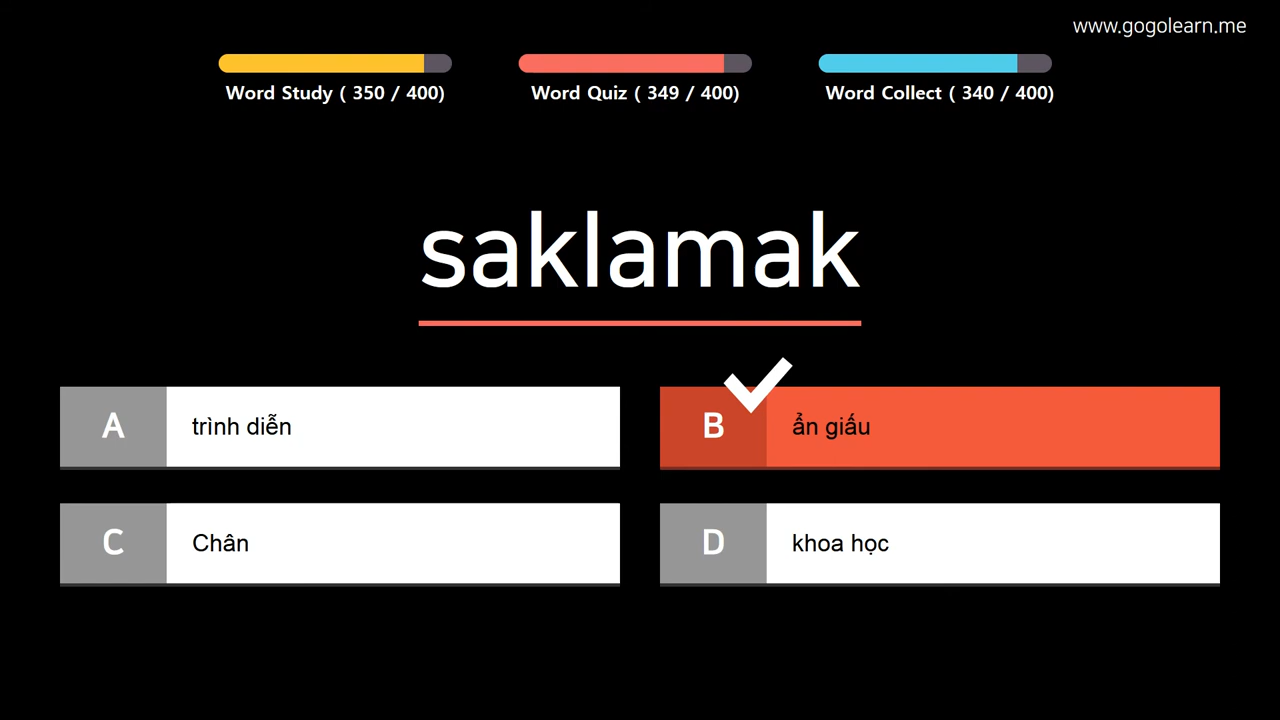 www.gogolearn.me
Word Study ( 350 / 400)
Word Quiz ( 349 / 400)
Word Collect ( 340 / 400)
saklamak
A trình diễn
B ẩn giấu
C Chân
D khoa học